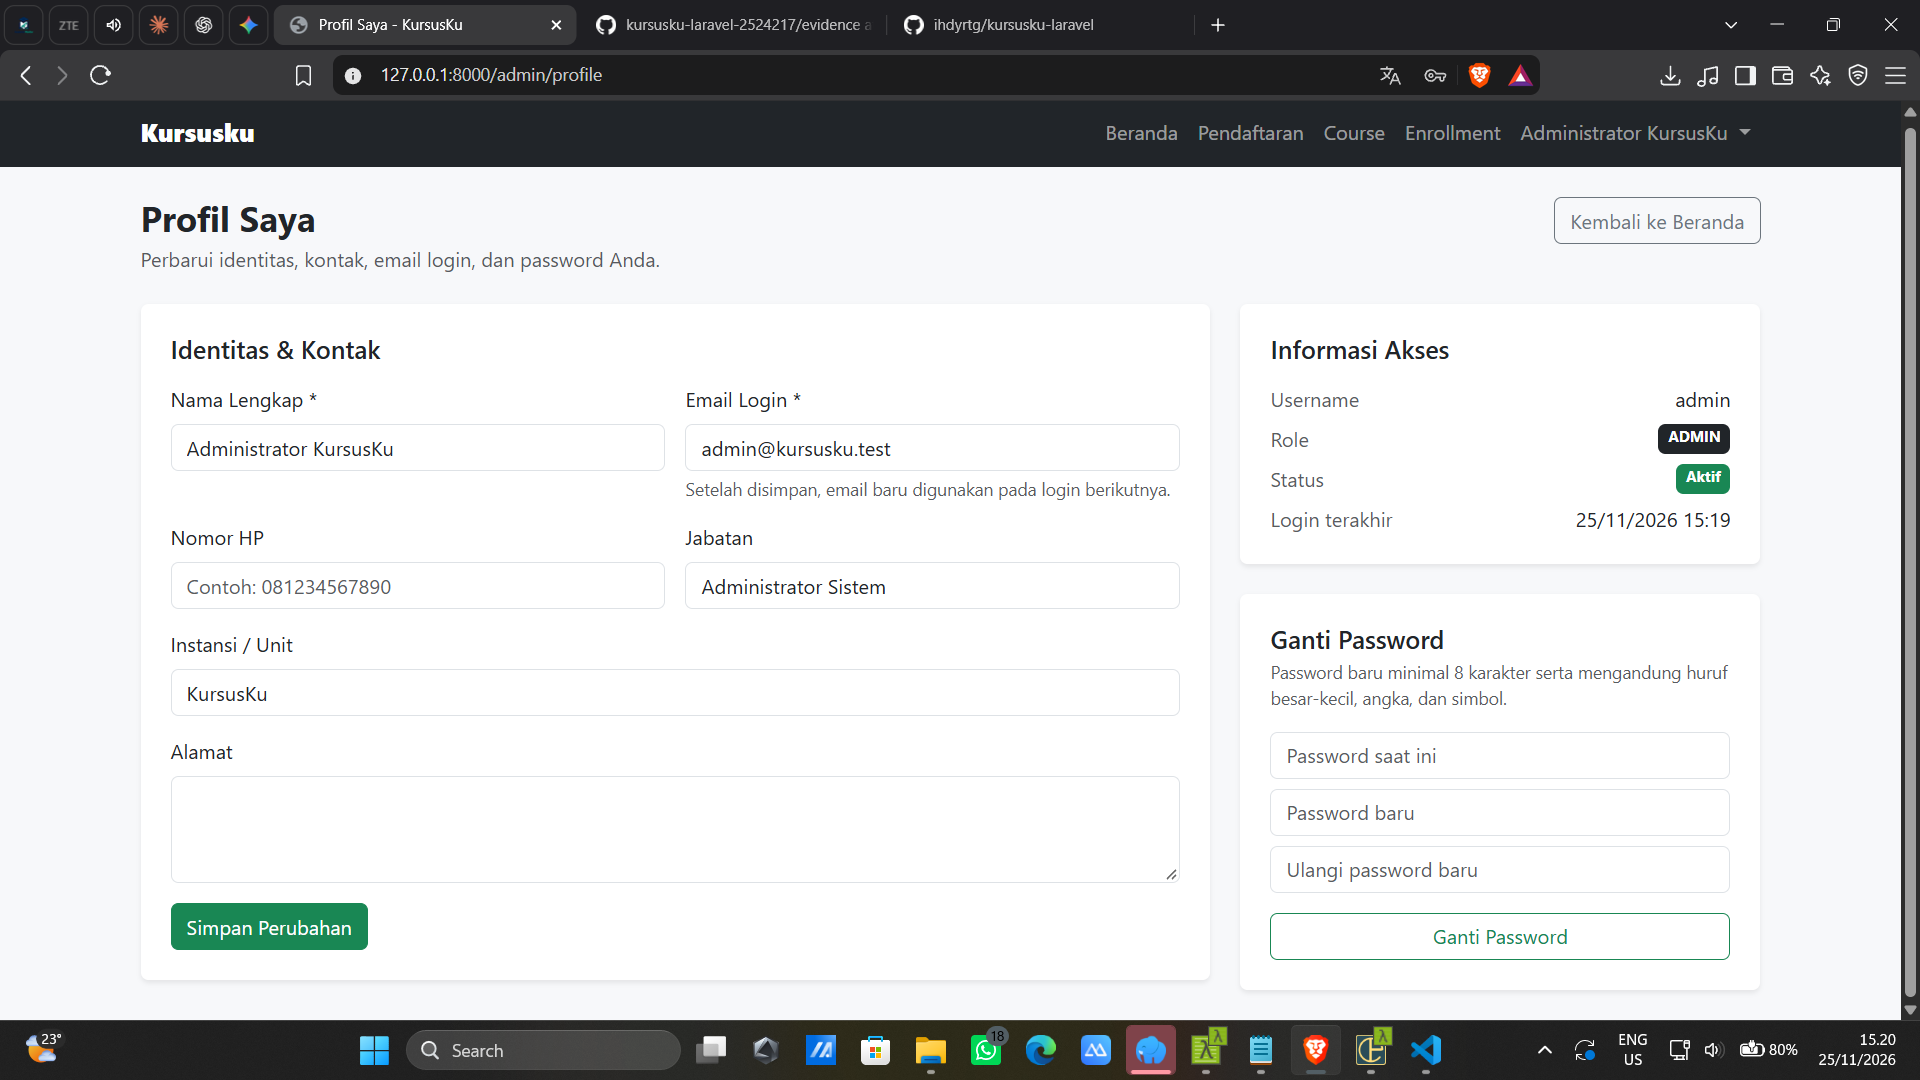 ZTE
Profil Saya - KursusKu
kursusku-laravel-2524217/evidence a
ihdyrtg/kursusku-laravel
127.0.0.1:8000/admin/profile
Kursusku
Beranda
Pendaftaran
Course
Enrollment
Administrator KursusKu
Profil Saya
Kembali ke Beranda
Perbarui identitas, kontak, email login, dan password Anda.
Identitas & Kontak
Nama Lengkap *
Email Login *
Administrator KursusKu
admin@kursusku.test
Setelah disimpan, email baru digunakan pada login berikutnya.
Nomor HP
Jabatan
Contoh: 081234567890
Administrator Sistem
Instansi / Unit
KursusKu
Alamat
Simpan Perubahan
Informasi Akses
Username
admin
Role
ADMIN
Status
Aktif
Login terakhir
25/11/2026 15:19
Ganti Password
Password baru minimal 8 karakter serta mengandung huruf
besar-kecil, angka, dan simbol.
Password saat ini
Password baru
Ulangi password baru
Ganti Password
23°
Search
18
ENG
US
80%
15.20
25/11/2026